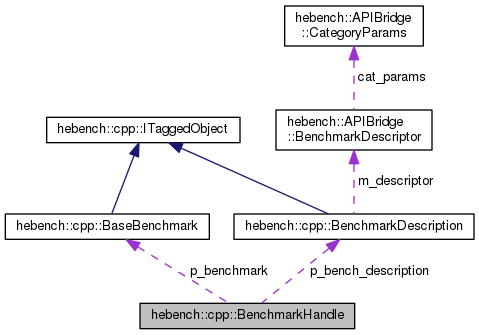 hebench::APIBridge
::CategoryParams
cat_params
hebench::cpp::ITaggedObject
hebench::APIBridge
::BenchmarkDescriptor
m_descriptor
hebench::cpp::BaseBenchmark
hebench::cpp::BenchmarkDescription
p_benchmark
p_bench_description
hebench::cpp::BenchmarkHandle